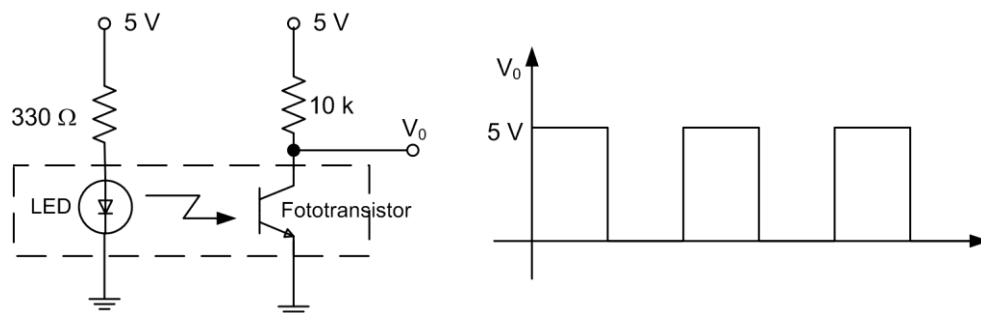 5 V
5 V
330 Ω
10 k
V₀
LED
Fototransistor
V₀
5 V